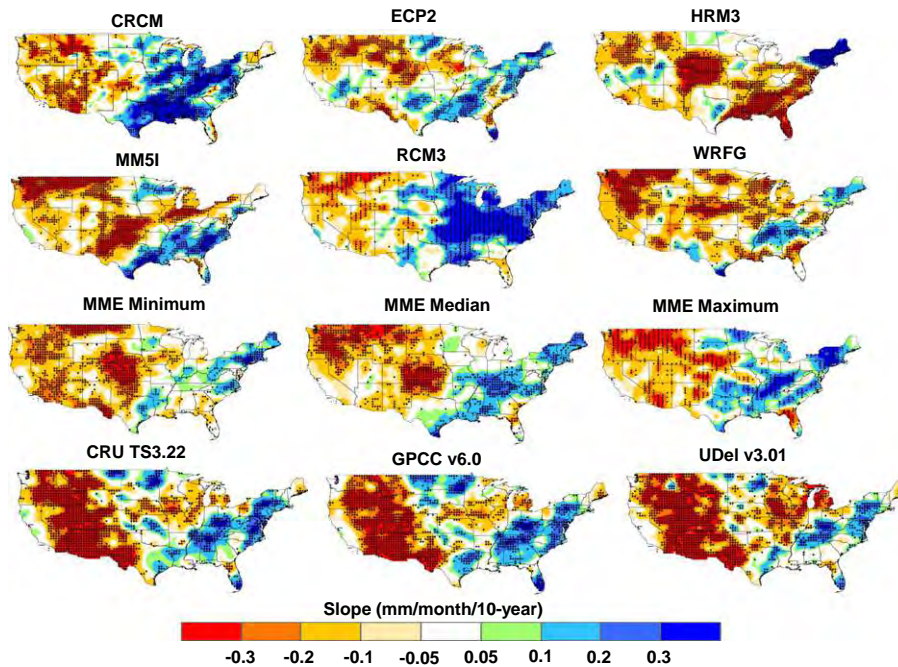 CRCM ECP2 HRM3
MM5I RCM3 WRFG
MME Minimum MME Median MME Maximum
CRU TS3.22 GPCC v6.0 UDel v3.01
Slope (mm/month/10-year)
-0.3 -0.2 -0.1 -0.05 0.05 0.1 0.2 0.3